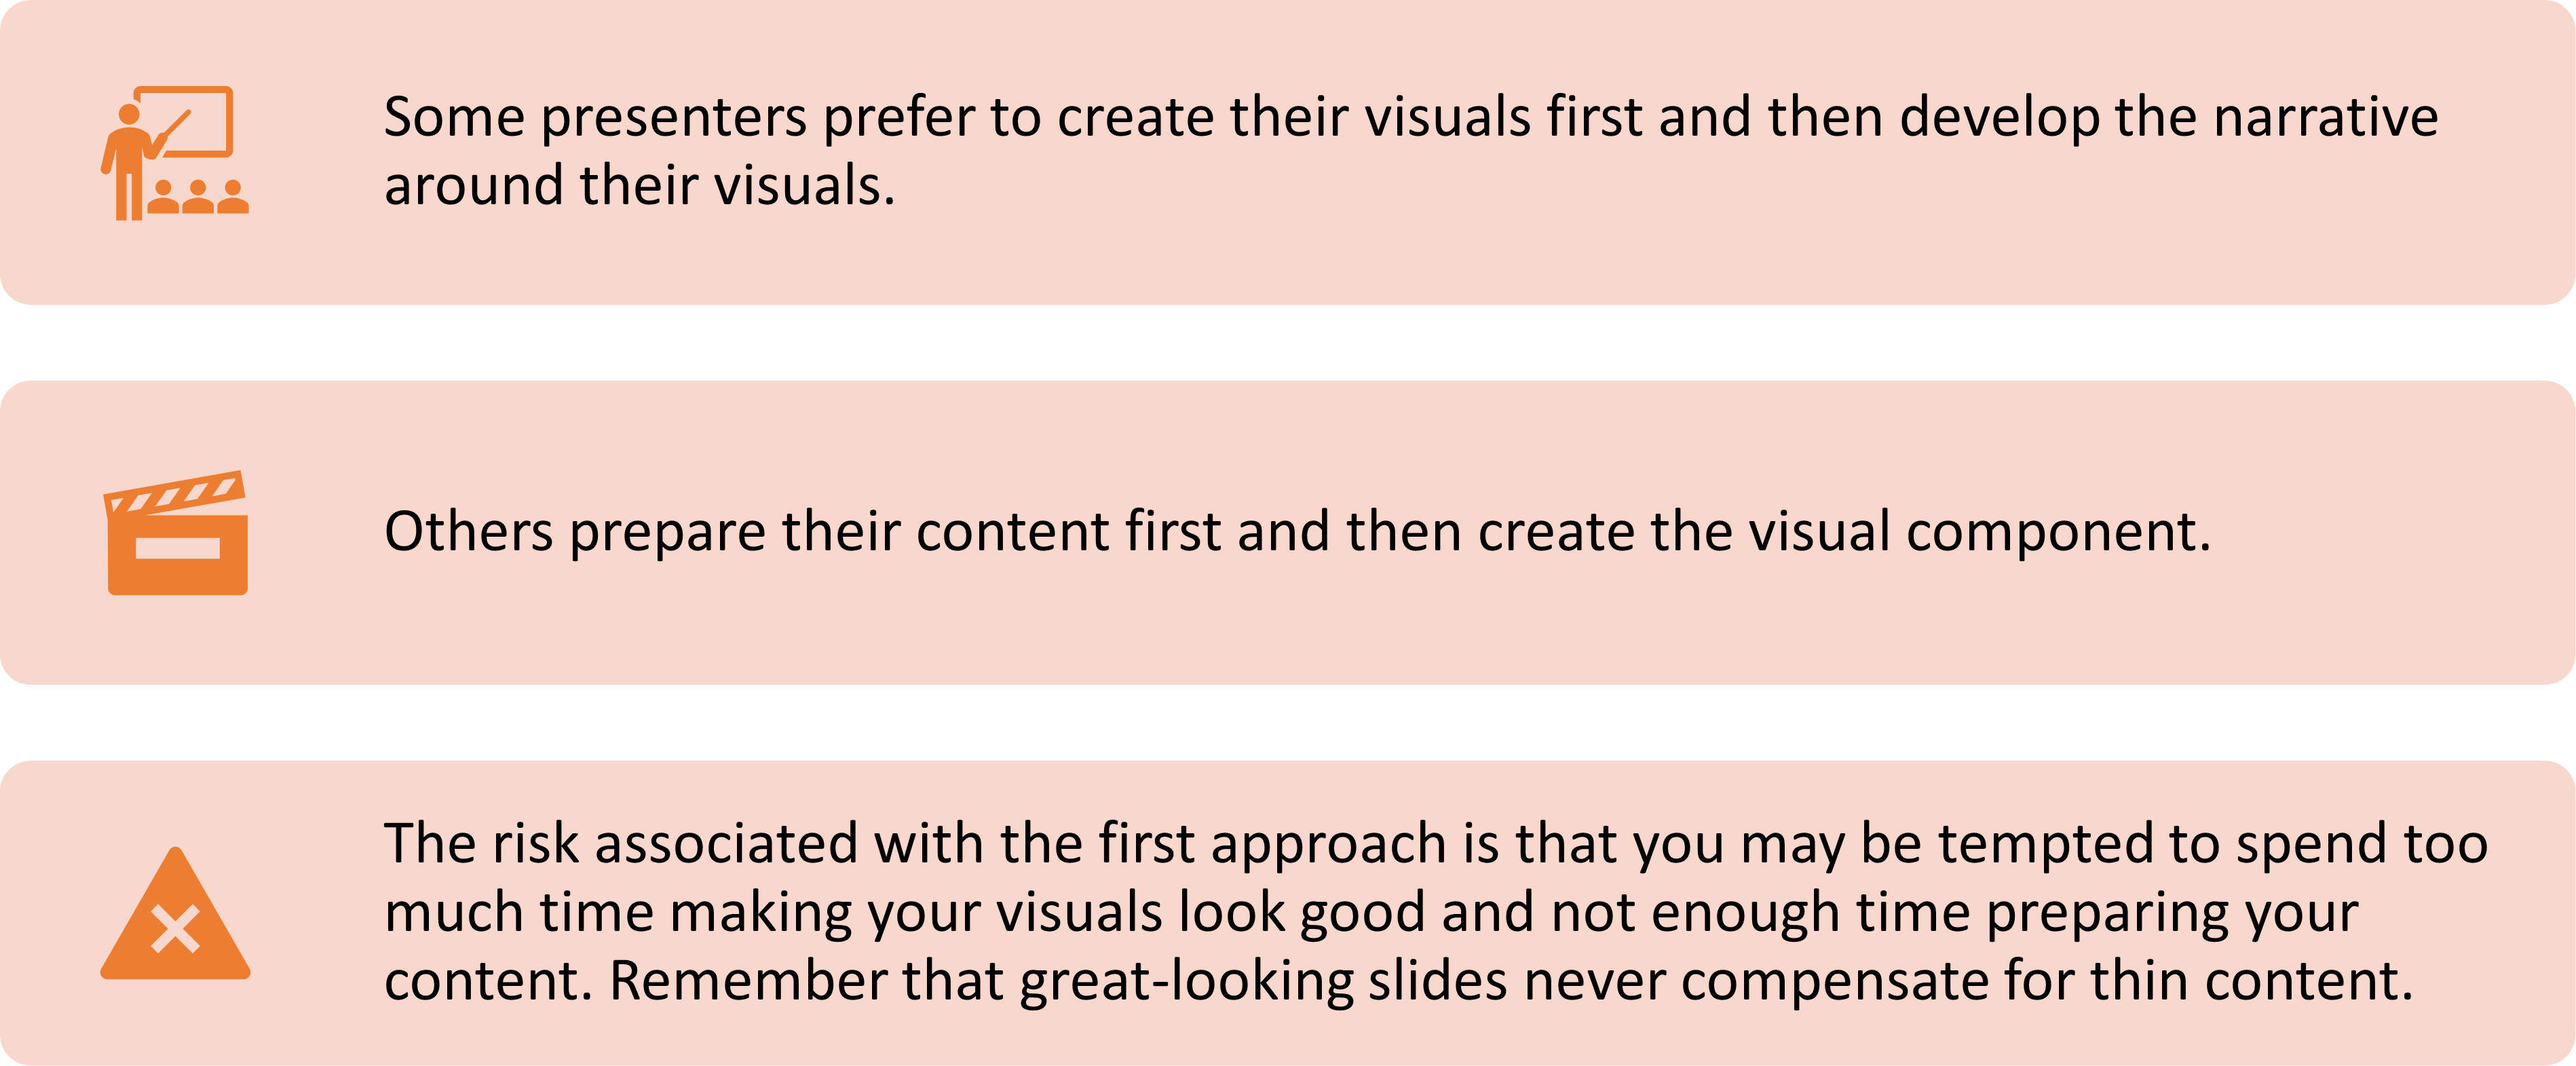 Some presenters prefer to create their visuals first and then develop the narrative
around their visuals.
Others prepare their content first and then create the visual component.
The risk associated with the first approach is that you may be tempted to spend too
much time making your visuals look good and not enough time preparing your
content. Remember that great-looking slides never compensate for thin content.